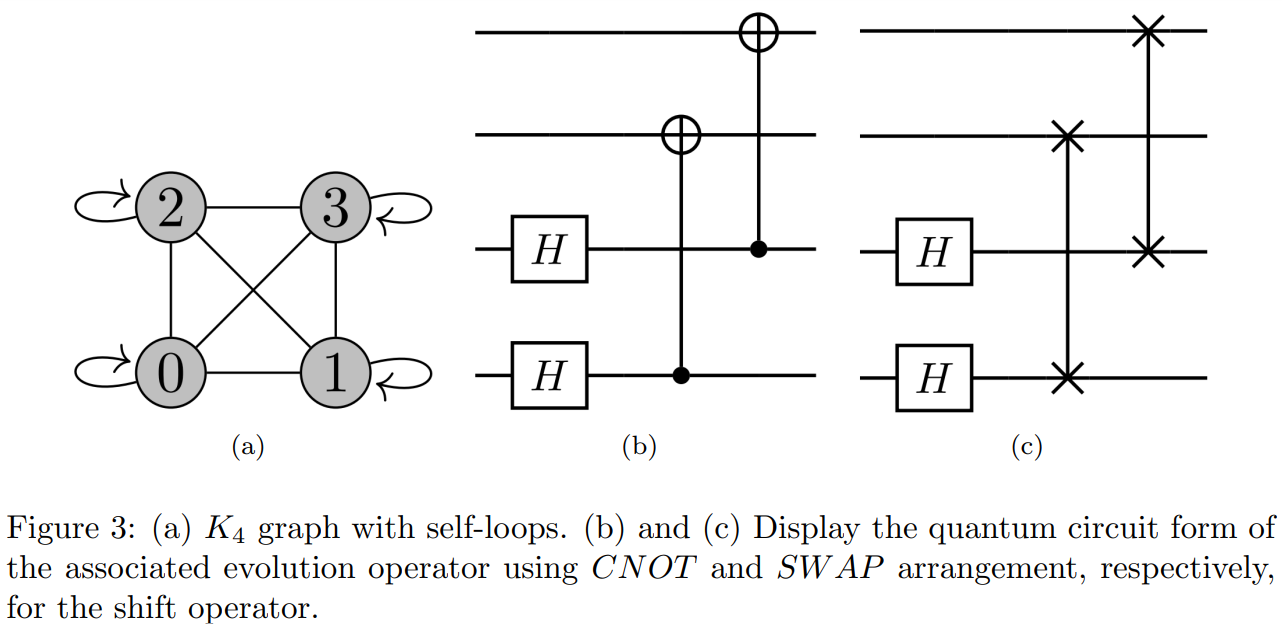 2 3
0 1
H
H
H
H
(a) (b) (c)
Figure 3: (a) K₄ graph with self-loops. (b) and (c) Display the quantum circuit form of
the associated evolution operator using CNOT and SWAP arrangement, respectively,
for the shift operator.